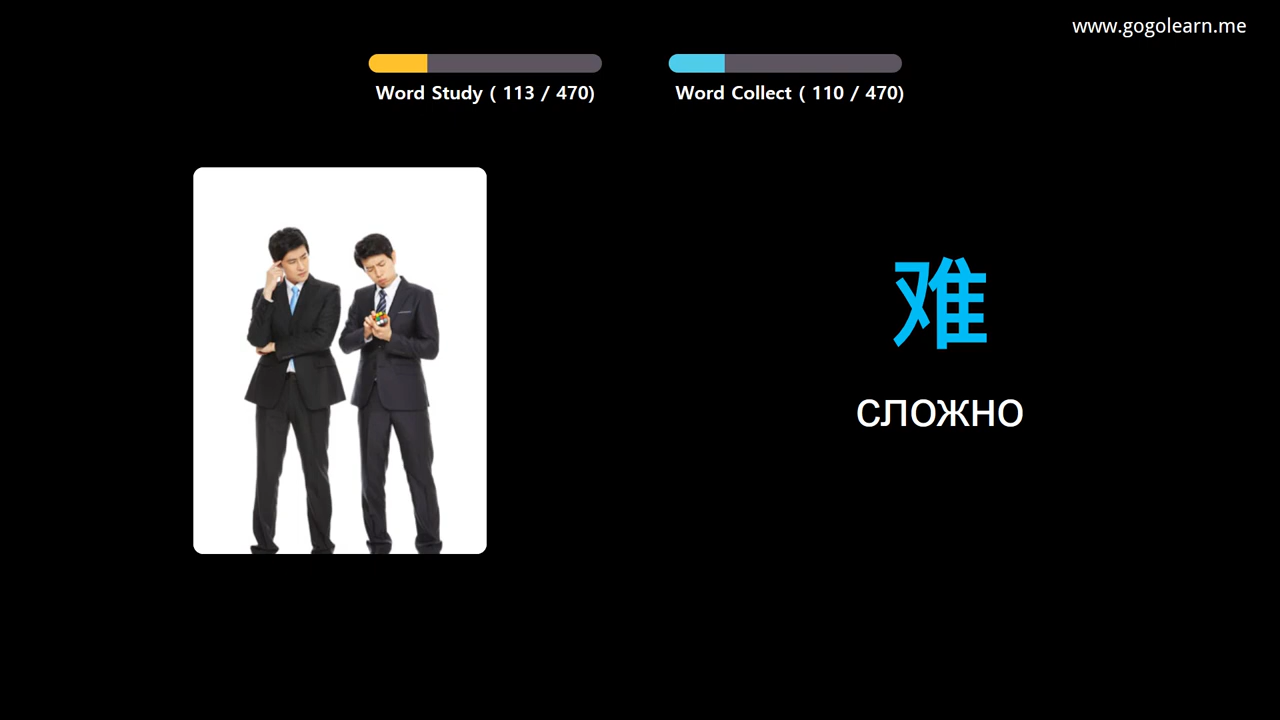 www.gogolearn.me
Word Study ( 113 / 470)
Word Collect ( 110 / 470)
难
сложно